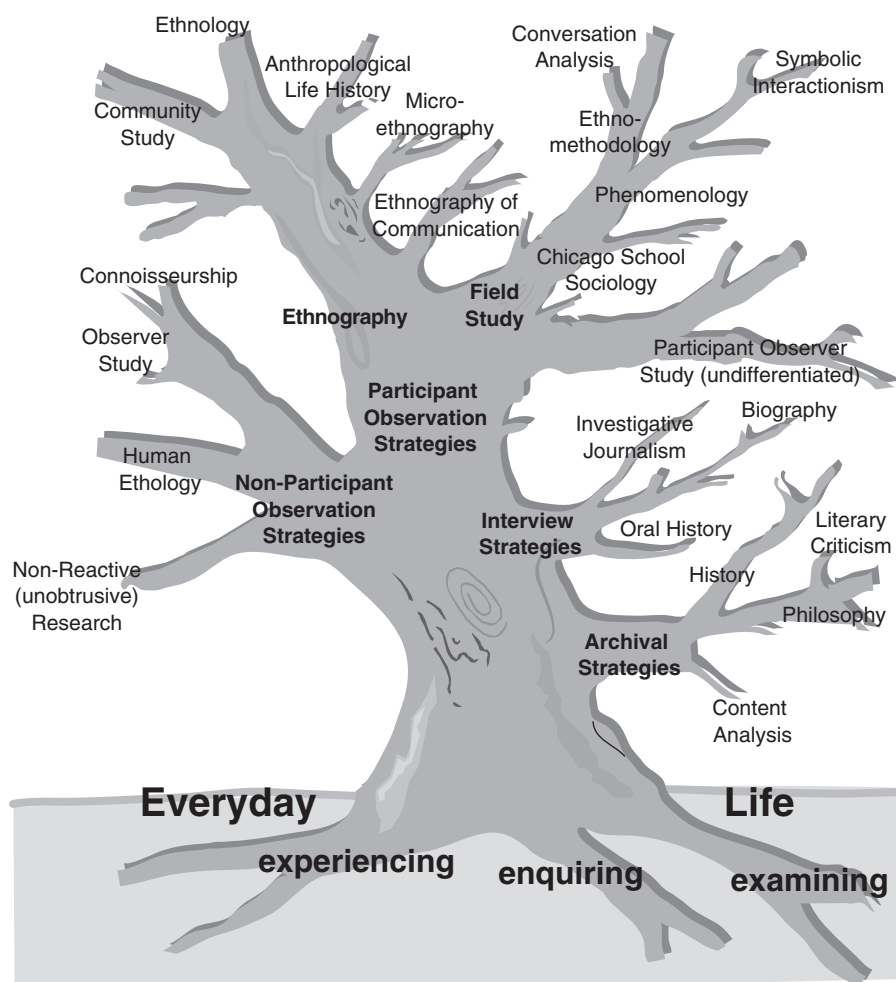 Ethnology
Anthropological
Life History
Community
Study
Micro-
ethnography
Ethnography of
Communication
Conversation
Analysis
Symbolic
Interactionism
Ethno-
methodology
Phenomenology
Chicago School
Sociology
Ethnography
Field
Study
Participant Observer
Study (undifferentiated)
Connoisseurship
Observer
Study
Participant
Observation
Strategies
Human
Ethology
Non-Participant
Observation
Strategies
Non-Reactive
(unobtrusive)
Research
Investigative
Journalism
Biography
Interview
Strategies
Oral History
History
Literary
Criticism
Philosophy
Archival
Strategies
Content
Analysis
Everyday
Life
experiencing
enquiring
examining